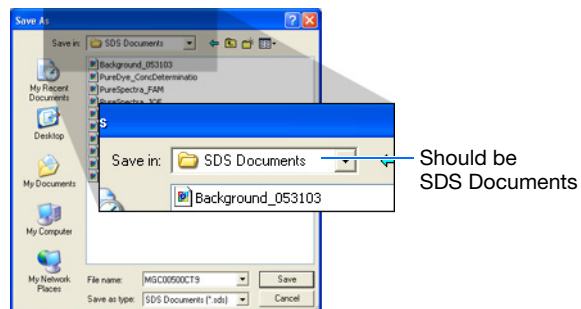 Save As
Save in: SDS Documents
Background_053103
PureDye_ConcDeterminatio
PureSpectra_FAM
PureSpectra_JOE
My Recent
Documents
Desktop
My Documents
My Computer
My Network
Places
s
Save in: SDS Documents
Background_053103
Should be
SDS Documents
File name: MGC00500CT9 Save
Save as type: SDS Documents (*.sds) Cancel